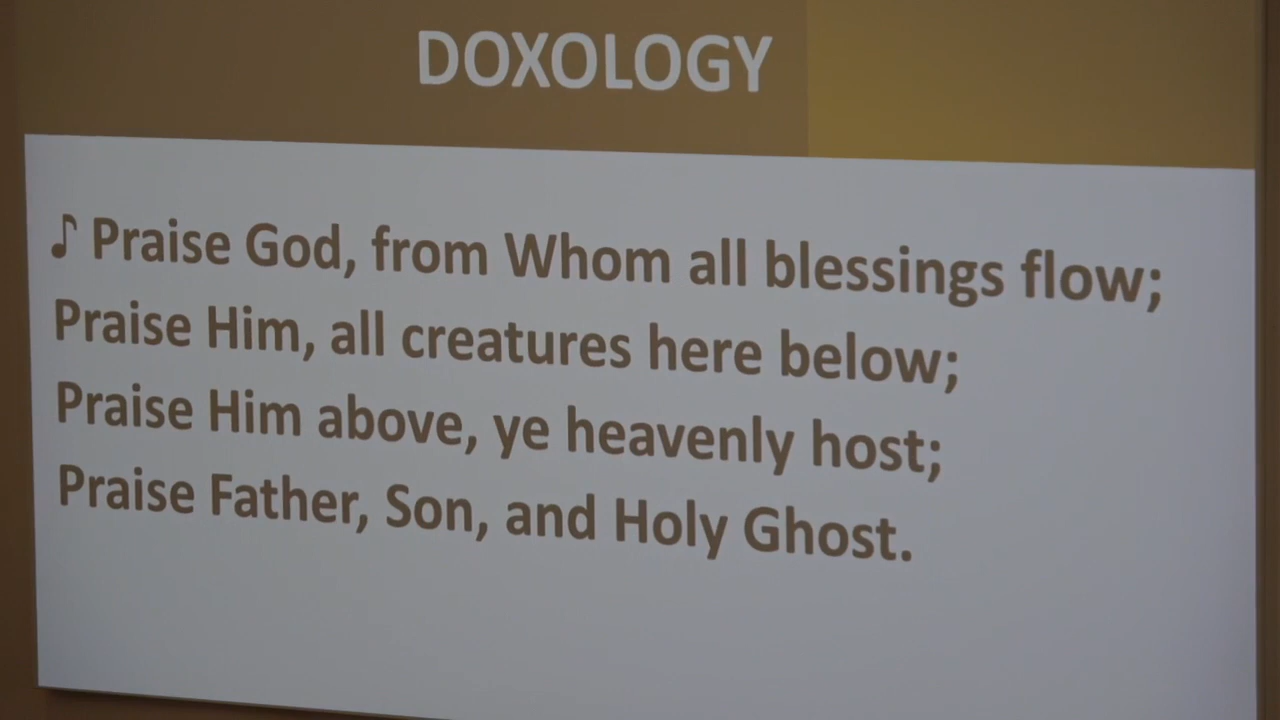 DOXOLOGY
♪ Praise God, from Whom all blessings flow;
Praise Him, all creatures here below;
Praise Him above, ye heavenly host;
Praise Father, Son, and Holy Ghost.